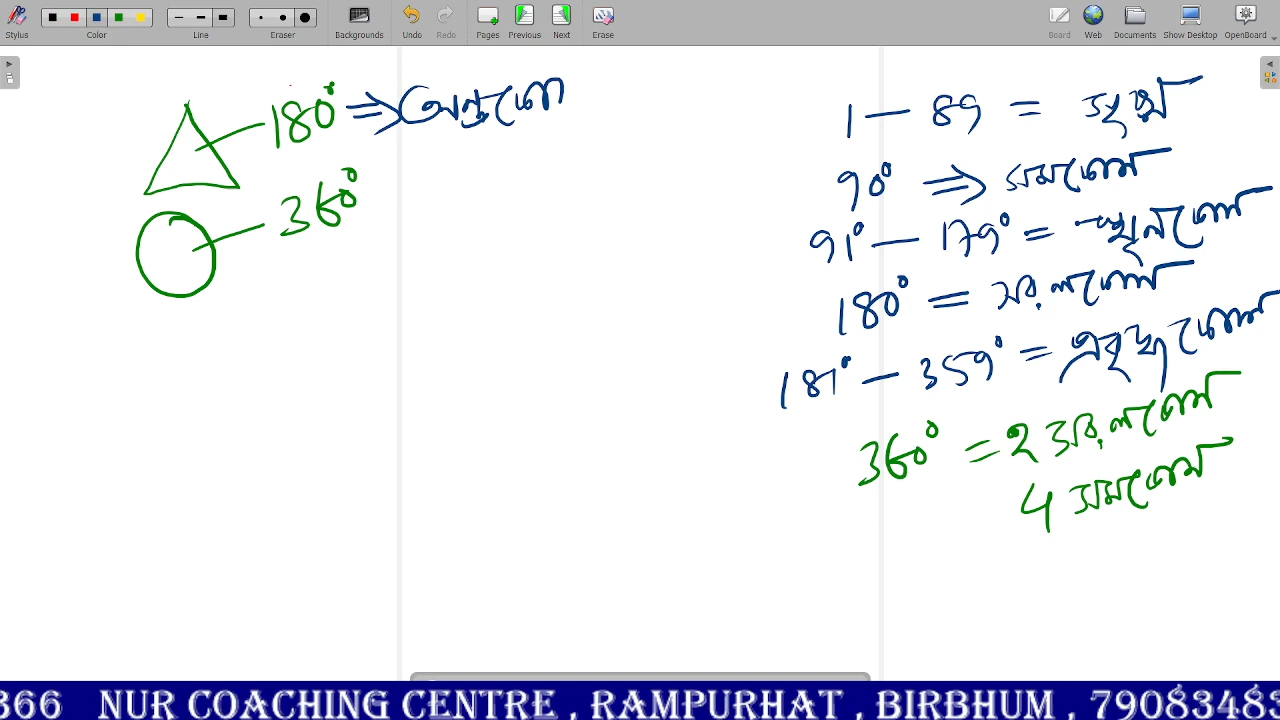 Stylus Color Line Eraser Backgrounds Undo Redo Pages Previous Next Erase Board Web Documents Show Desktop OpenBoard
180° ⇒ অন্তঃকো
360°
1 — 89 =
90° ⇒ সমকোণ
91° — 179° = স্থূলকোণ
180° = সরলকোণ
181° — 359° = প্রবৃদ্ধ কোণ
360° = 2 সরলকোণ
4 সমকোণ
366 NUR COACHING CENTRE , RAMPURHAT , BIRBHUM , 79083483